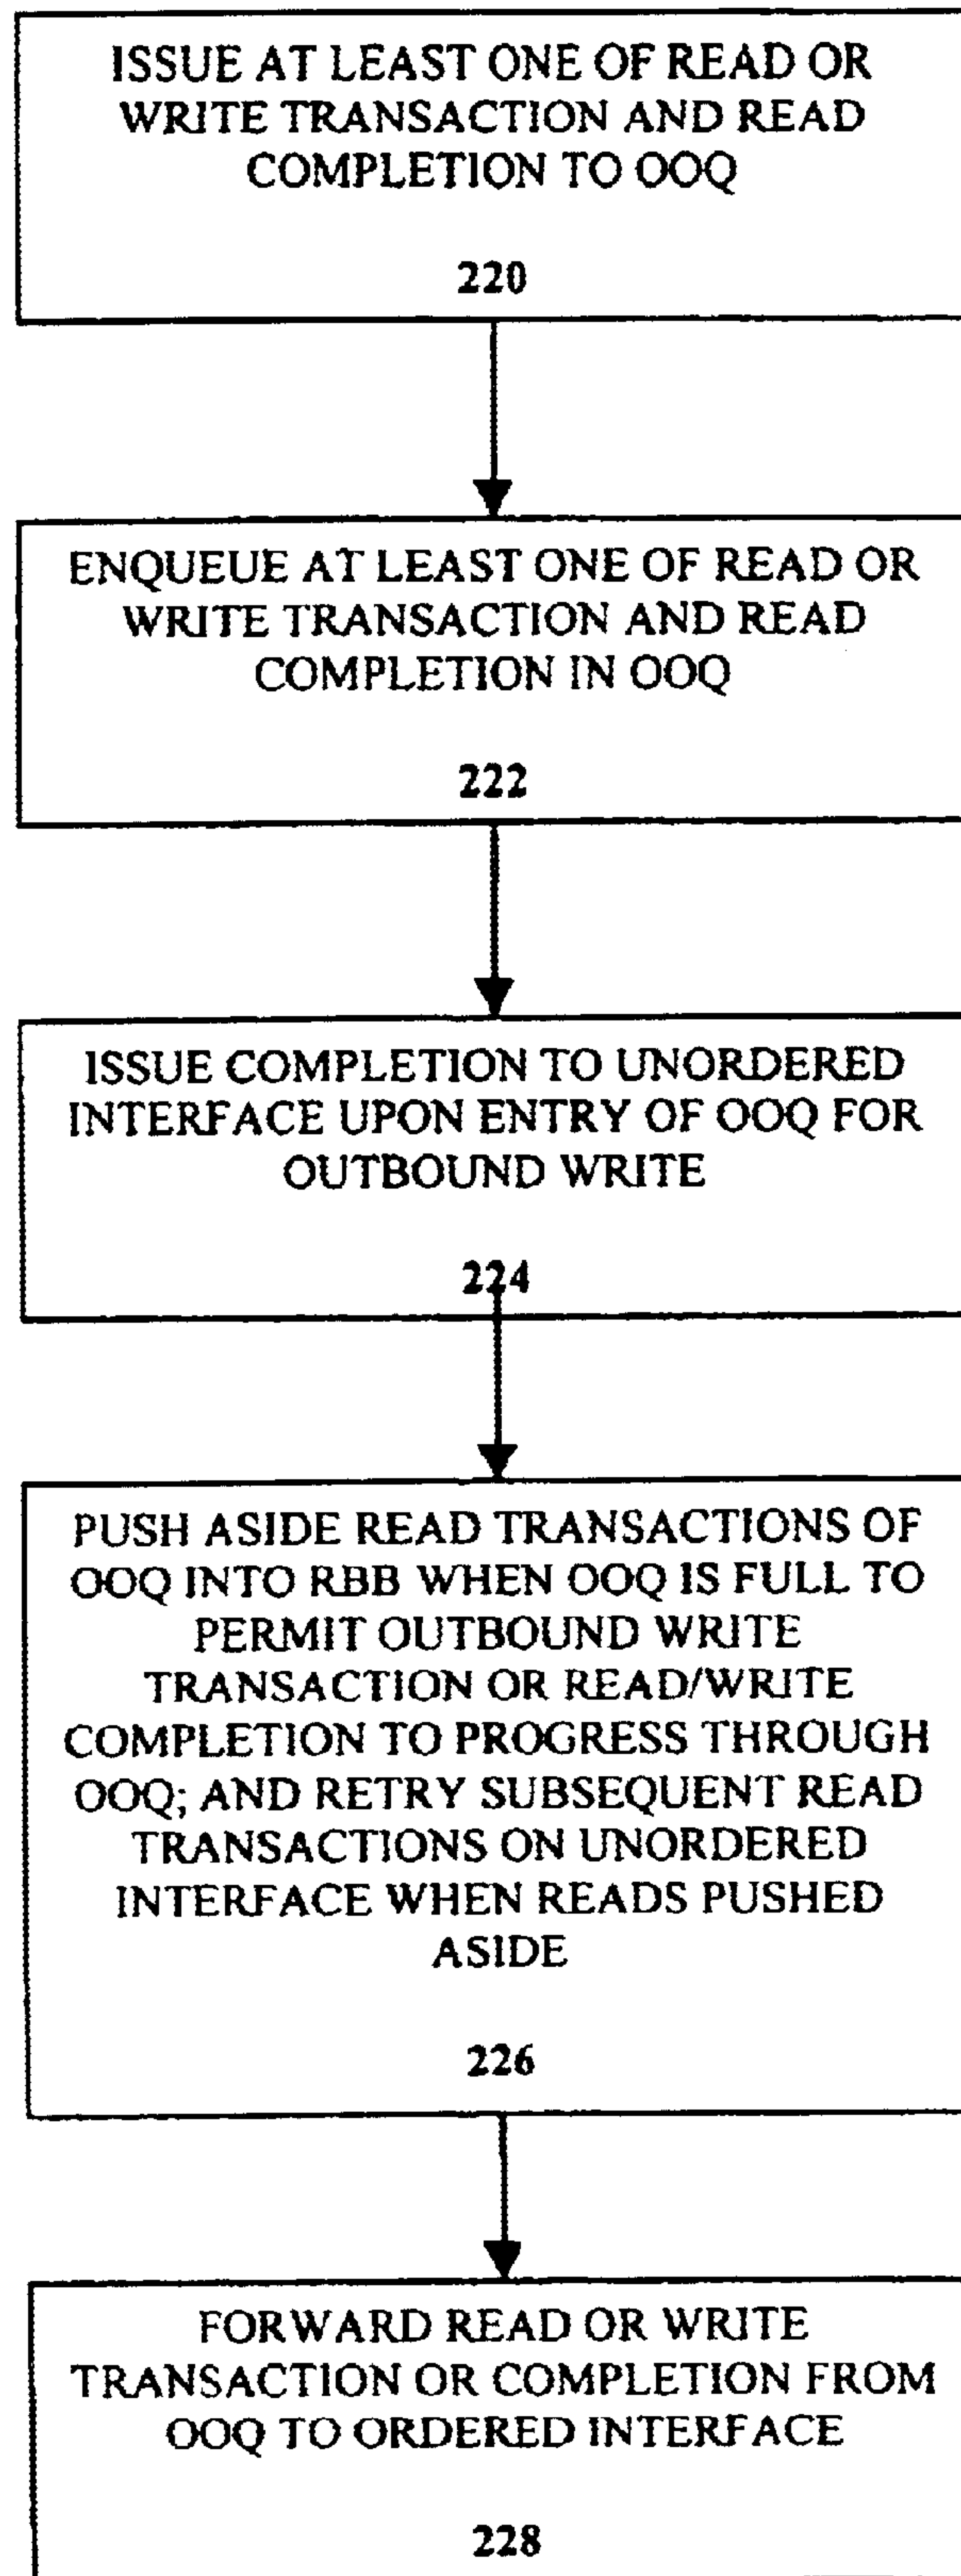 ISSUE AT LEAST ONE OF READ OR
WRITE TRANSACTION AND READ
COMPLETION TO OOQ
220
ENQUEUE AT LEAST ONE OF READ OR
WRITE TRANSACTION AND READ
COMPLETION IN OOQ
222
ISSUE COMPLETION TO UNORDERED
INTERFACE UPON ENTRY OF OOQ FOR
OUTBOUND WRITE
224
PUSH ASIDE READ TRANSACTIONS OF
OOQ INTO RBB WHEN OOQ IS FULL TO
PERMIT OUTBOUND WRITE
TRANSACTION OR READ/WRITE
COMPLETION TO PROGRESS THROUGH
OOQ; AND RETRY SUBSEQUENT READ
TRANSACTIONS ON UNORDERED
INTERFACE WHEN READS PUSHED
ASIDE
226
FORWARD READ OR WRITE
TRANSACTION OR COMPLETION FROM
OOQ TO ORDERED INTERFACE
228